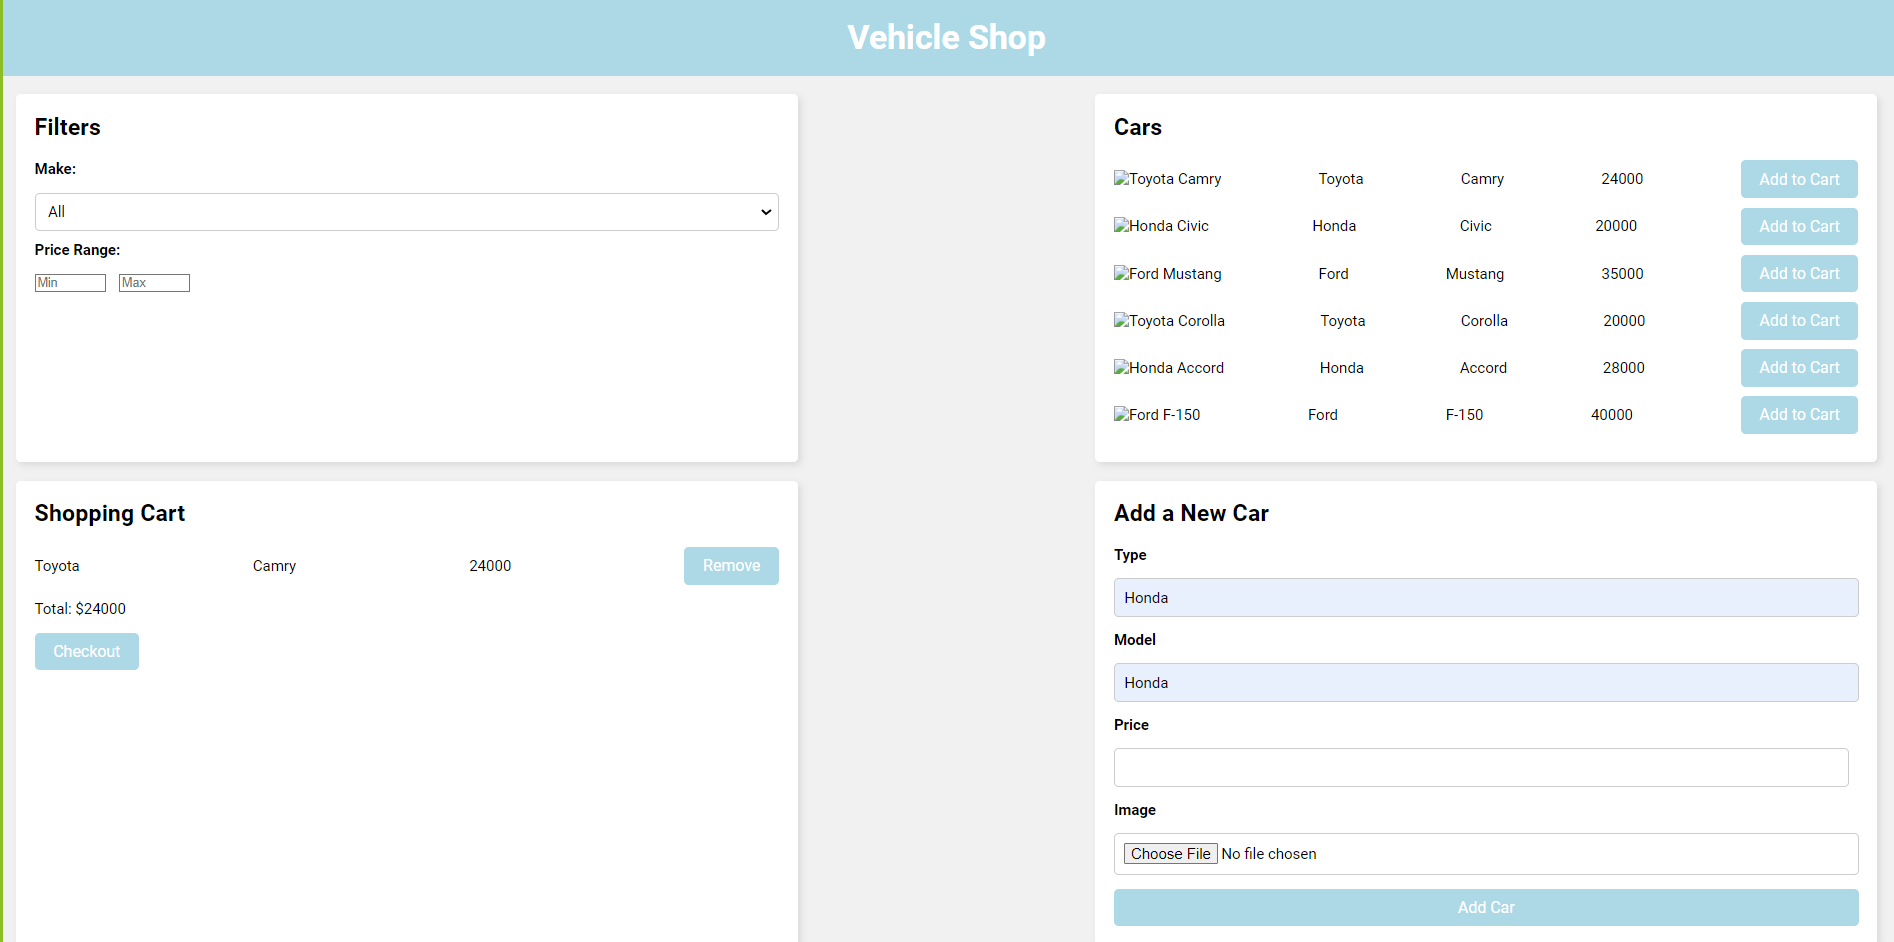 Vehicle Shop
Filters
Make:
All
Price Range:
Min Max
Cars
Toyota Camry Toyota Camry 24000 Add to Cart
Honda Civic Honda Civic 20000 Add to Cart
Ford Mustang Ford Mustang 35000 Add to Cart
Toyota Corolla Toyota Corolla 20000 Add to Cart
Honda Accord Honda Accord 28000 Add to Cart
Ford F-150 Ford F-150 40000 Add to Cart
Shopping Cart
Toyota Camry 24000 Remove
Total: $24000
Checkout
Add a New Car
Type
Honda
Model
Honda
Price
Image
Choose File No file chosen
Add Car